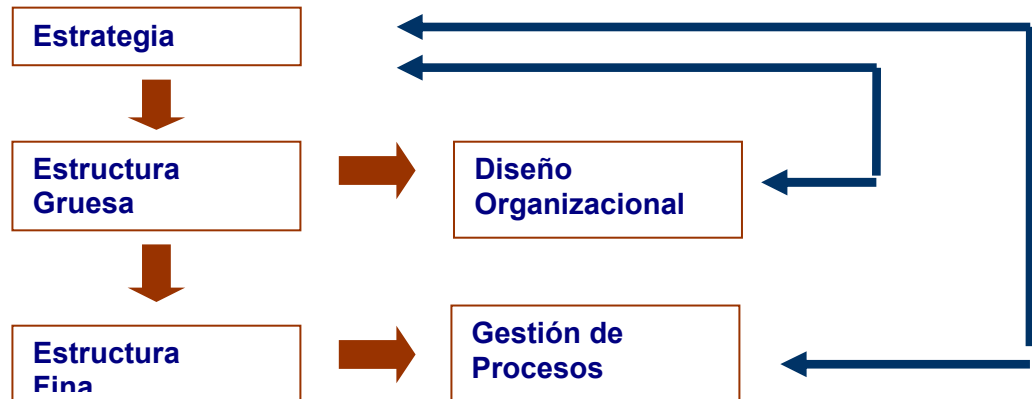 Estrategia
Estructura
Gruesa
Diseño
Organizacional
Estructura
Fina
Gestión de
Procesos